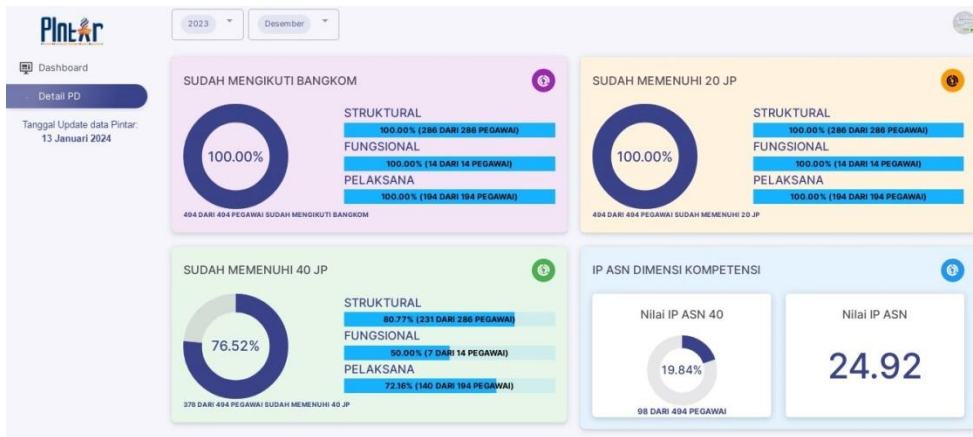 PIntar
2023
Desember
Dashboard
Detail PD
Tanggal Update data Pintar:
13 Januari 2024
SUDAH MENGIKUTI BANGKOM
100.00%
STRUKTURAL
100.00% (286 DARI 286 PEGAWAI)
FUNGSIONAL
100.00% (14 DARI 14 PEGAWAI)
PELAKSANA
100.00% (194 DARI 194 PEGAWAI)
494 DARI 494 PEGAWAI SUDAH MENGIKUTI BANGKOM
SUDAH MEMENUHI 20 JP
100.00%
STRUKTURAL
100.00% (286 DARI 286 PEGAWAI)
FUNGSIONAL
100.00% (14 DARI 14 PEGAWAI)
PELAKSANA
100.00% (194 DARI 194 PEGAWAI)
494 DARI 494 PEGAWAI SUDAH MEMENUHI 20 JP
SUDAH MEMENUHI 40 JP
76.52%
STRUKTURAL
80.77% (231 DARI 286 PEGAWAI)
FUNGSIONAL
50.00% (7 DARI 14 PEGAWAI)
PELAKSANA
72.16% (140 DARI 194 PEGAWAI)
378 DARI 494 PEGAWAI SUDAH MEMENUHI 40 JP
IP ASN DIMENSI KOMPETENSI
Nilai IP ASN 40
19.84%
98 DARI 494 PEGAWAI
Nilai IP ASN
24.92